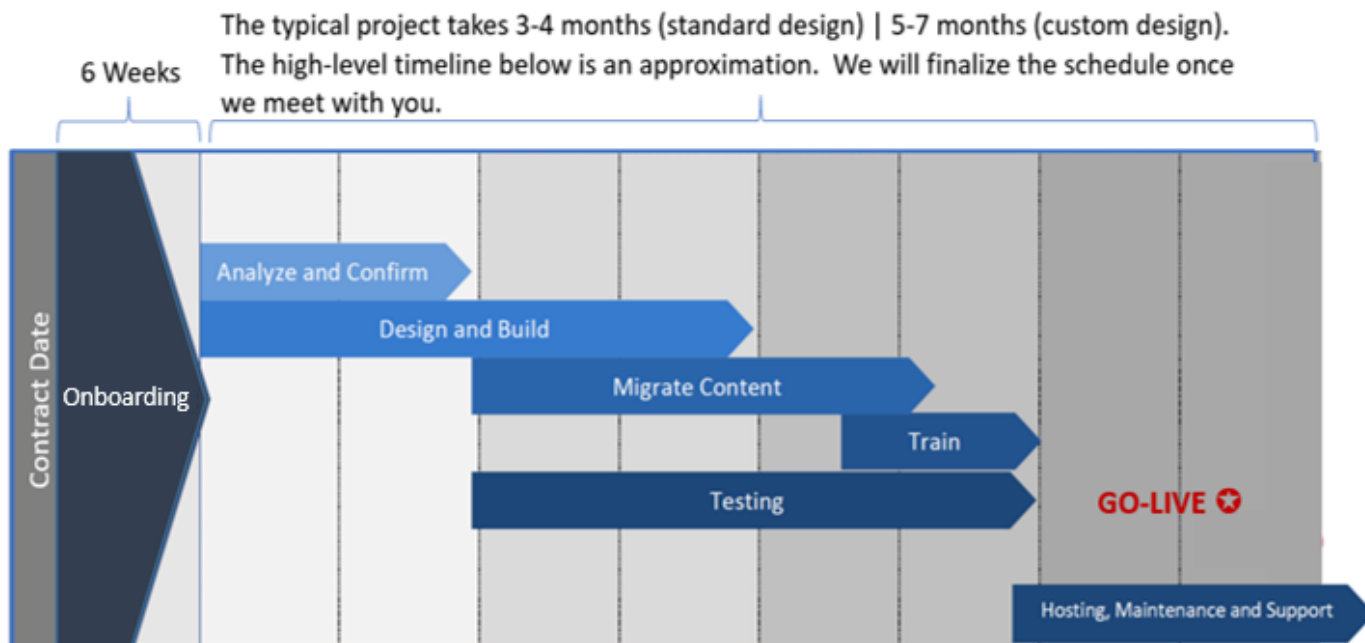 The typical project takes 3-4 months (standard design) | 5-7 months (custom design).
6 Weeks
The high-level timeline below is an approximation.  We will finalize the schedule once
we meet with you.
Contract Date
Onboarding
Analyze and Confirm
Design and Build
Migrate Content
Train
Testing
GO-LIVE
Hosting, Maintenance and Support